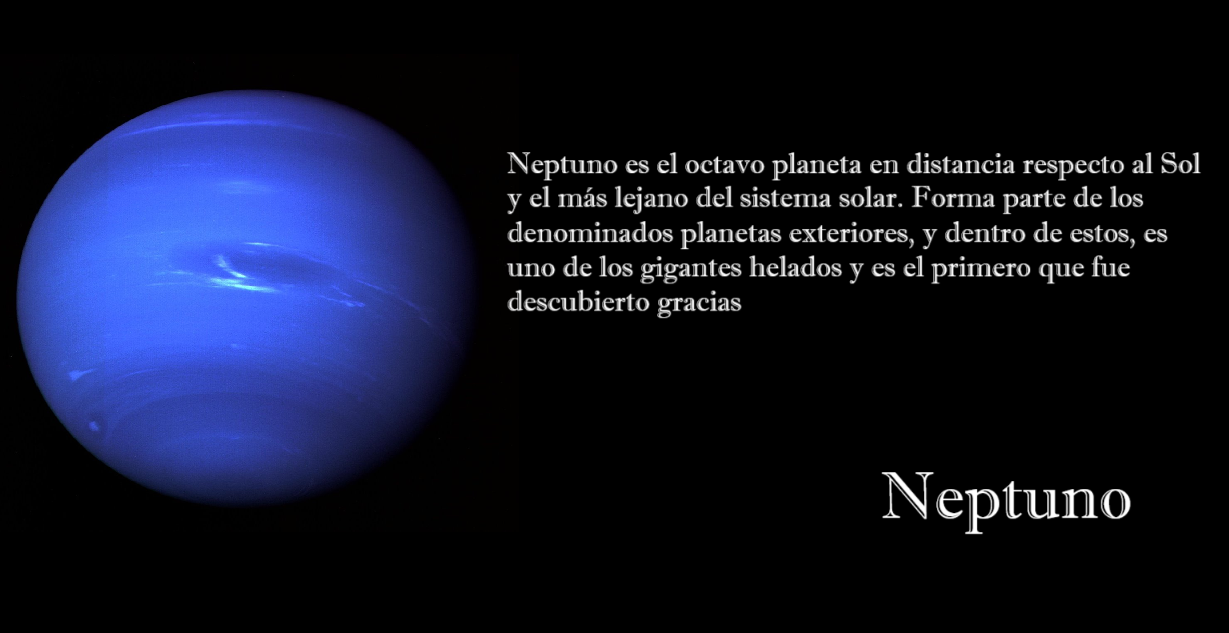 Neptuno es el octavo planeta en distancia respecto al Sol
y el más lejano del sistema solar. Forma parte de los
denominados planetas exteriores, y dentro de estos, es
uno de los gigantes helados y es el primero que fue
descubierto gracias
Neptuno